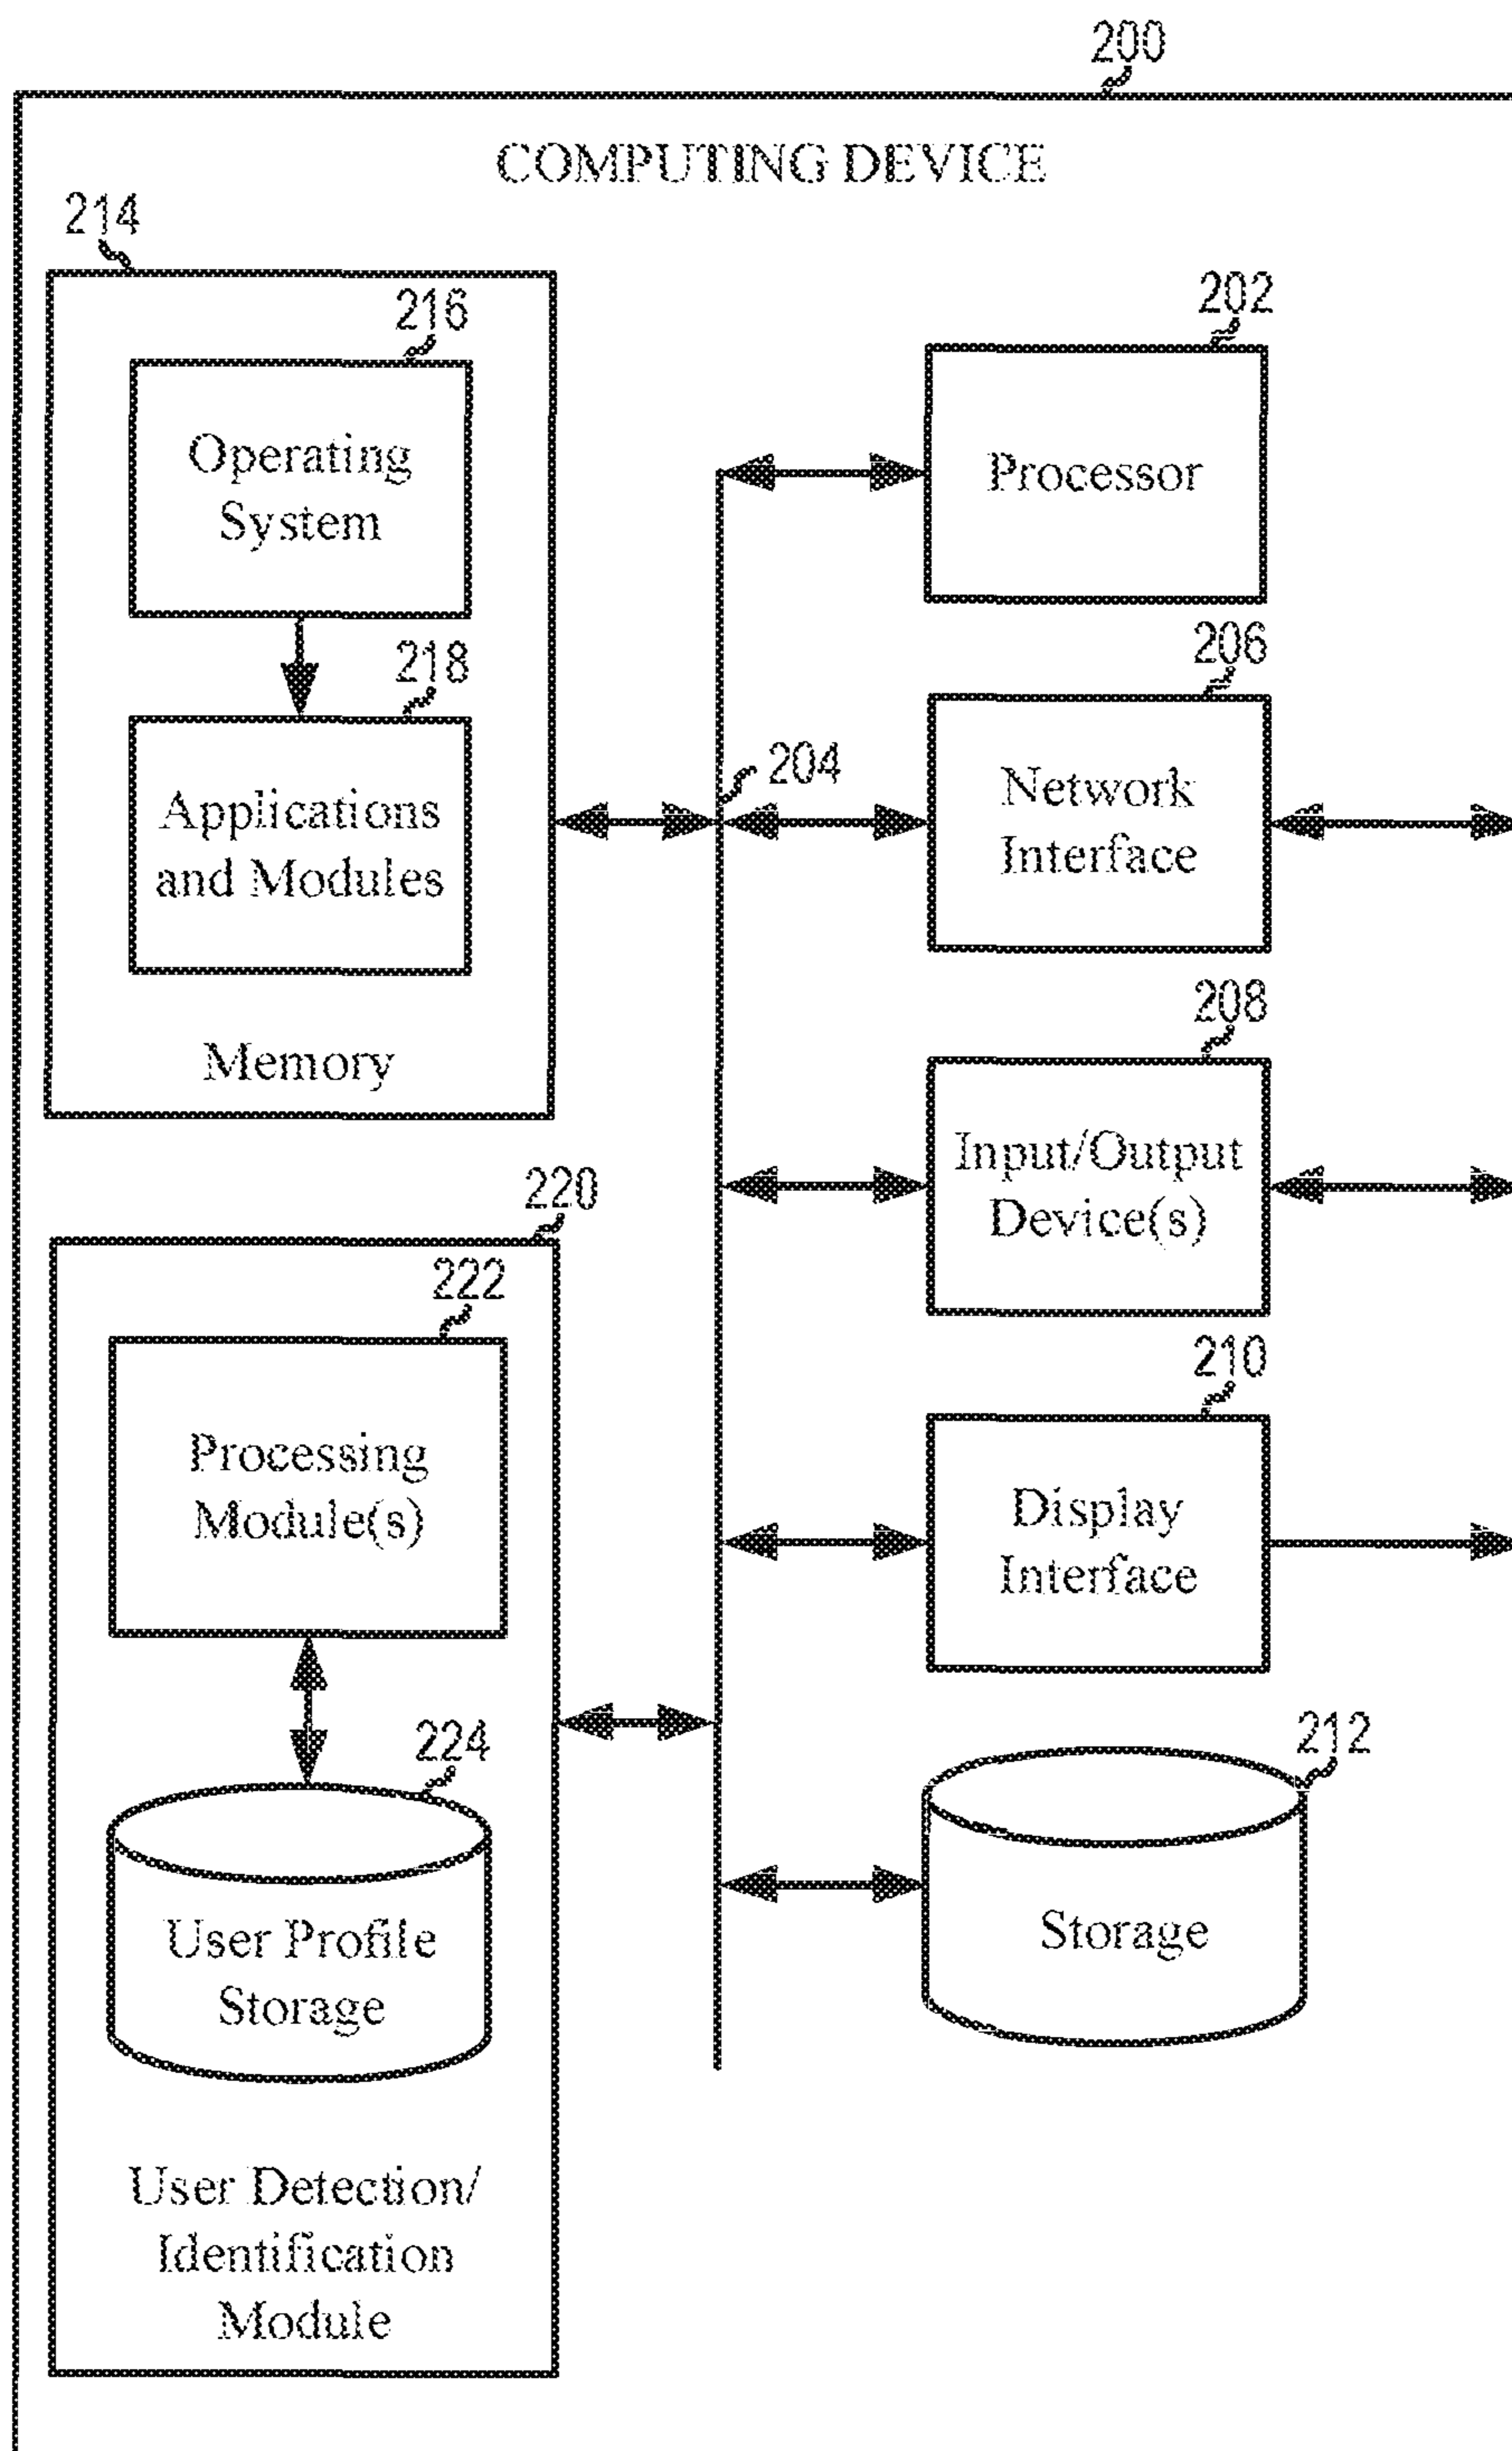 200
COMPUTING DEVICE
214
216
Operating
System
218
Applications
and Modules
Memory
202
Processor
204
206
Network
Interface
208
Input/Output
Device(s)
210
Display
Interface
212
Storage
220
222
Processing
Module(s)
224
User Profile
Storage
User Detection/
Identification
Module